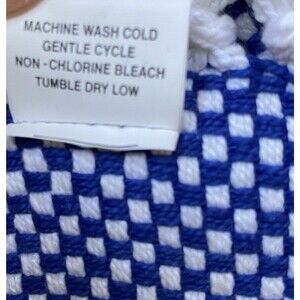 MACHINE WASH COLD
GENTLE CYCLE
NON-CHLORINE BLEACH
TUMBLE DRY LOW